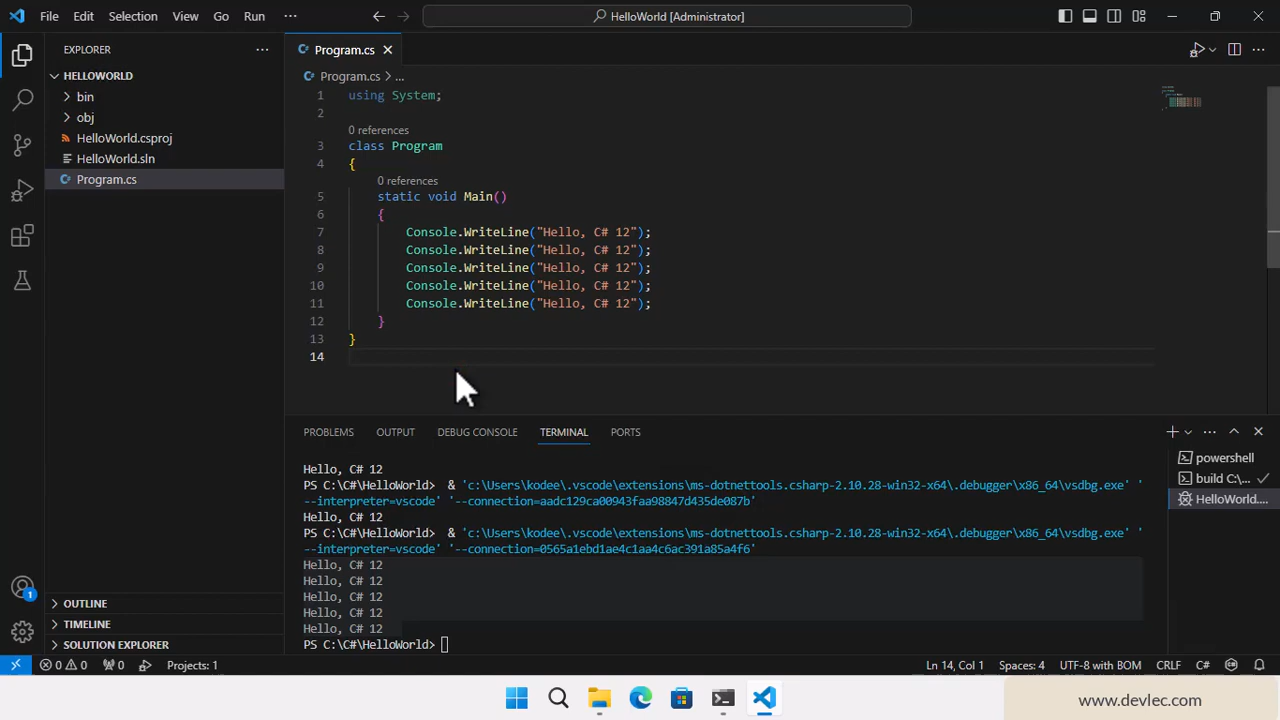 File Edit Selection View Go Run ···
HelloWorld [Administrator]
EXPLORER ···
HELLOWORLD
bin
obj
HelloWorld.csproj
HelloWorld.sln
Program.cs
OUTLINE
TIMELINE
SOLUTION EXPLORER
Program.cs
Program.cs > ...
1 using System;
2
0 references
3 class Program
4 {
0 references
5 static void Main()
6 {
7 Console.WriteLine("Hello, C# 12");
8 Console.WriteLine("Hello, C# 12");
9 Console.WriteLine("Hello, C# 12");
10 Console.WriteLine("Hello, C# 12");
11 Console.WriteLine("Hello, C# 12");
12 }
13 }
14
PROBLEMS OUTPUT DEBUG CONSOLE TERMINAL PORTS
Hello, C# 12
PS C:\C#\HelloWorld>  & 'c:\Users\kodee\.vscode\extensions\ms-dotnettools.csharp-2.10.28-win32-x64\.debugger\x86_64\vsdbg.exe' '
--interpreter=vscode' '--connection=aadc129ca00943faa98847d435de087b'
Hello, C# 12
PS C:\C#\HelloWorld>  & 'c:\Users\kodee\.vscode\extensions\ms-dotnettools.csharp-2.10.28-win32-x64\.debugger\x86_64\vsdbg.exe' '
--interpreter=vscode' '--connection=0565a1ebd1ae4c1aa4c6ac391a85a4f6'
Hello, C# 12
Hello, C# 12
Hello, C# 12
Hello, C# 12
Hello, C# 12
PS C:\C#\HelloWorld>
powershell
build C:\...
HelloWorld....
0 0 0 Projects: 1
Ln 14, Col 1 Spaces: 4 UTF-8 with BOM CRLF C#
1
www.devlec.com